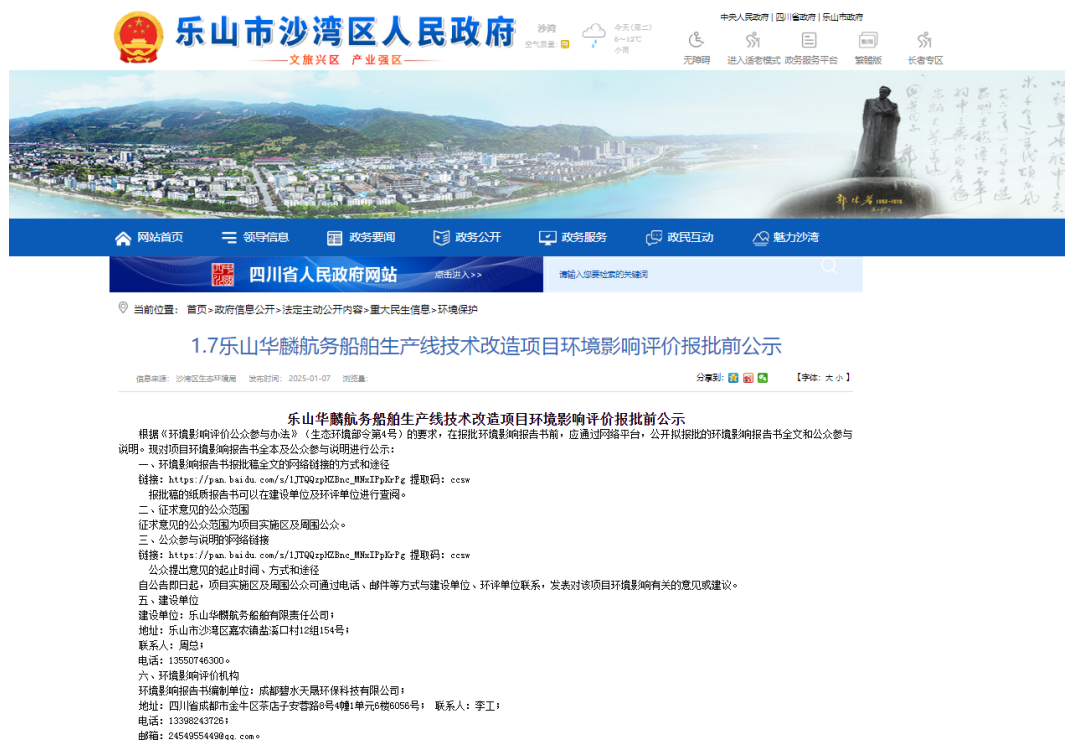 乐山市沙湾区人民政府
文旅兴区 产业强区
沙湾
空气质量:
今天(周二)
6~12℃
小雨
中央人民政府 | 四川省政府 | 乐山市政府
无障碍 进入适老模式 政务服务平台 繁體版 长者专区
网站首页 领导信息 政务要闻 政务公开 政务服务 政民互动 魅力沙湾
四川省人民政府网站 点击进入>>
请输入您要检索的关键词
当前位置: 首页>政府信息公开>法定主动公开内容>重大民生信息>环境保护
1.7乐山华麟航务船舶生产线技术改造项目环境影响评价报批前公示
信息来源: 沙湾区生态环境局 发布时间: 2025-01-07 浏览量:
分享到: 【字体: 大 小 】
乐山华麟航务船舶生产线技术改造项目环境影响评价报批前公示
根据《环境影响评价公众参与办法》（生态环境部令第4号）的要求，在报批环境影响报告书前，应通过网络平台，公开拟报批的环境影响报告书全文和公众参与
说明。现对项目环境影响报告书全本及公众参与说明进行公示：
一、环境影响报告书报批稿全文的网络链接的方式和途径
链接：https://pan.baidu.com/s/1JTQQzpHZBnc_MNxIPpKrPg 提取码：ccsw
报批稿的纸质报告书可以在建设单位及环评单位进行查阅。
二、征求意见的公众范围
征求意见的公众范围为项目实施区及周围公众。
三、公众参与说明的网络链接
链接：https://pan.baidu.com/s/1JTQQzpHZBnc_MNxIPpKrPg 提取码：ccsw
公众提出意见的起止时间、方式和途径
自公告即日起，项目实施区及周围公众可通过电话、邮件等方式与建设单位、环评单位联系，发表对该项目环境影响有关的意见或建议。
五、建设单位
建设单位：乐山华麟航务船舶有限责任公司；
地址：乐山市沙湾区嘉农镇盐溪口村12组154号；
联系人：周总；
电话：13550746300。
六、环境影响评价机构
环境影响报告书编制单位：成都碧水天晟环保科技有限公司；
地址：四川省成都市金牛区茶店子安蓉路8号4幢1单元6楼6056号； 联系人：李工；
电话：13398243726；
邮箱：2454955449@qq.com。